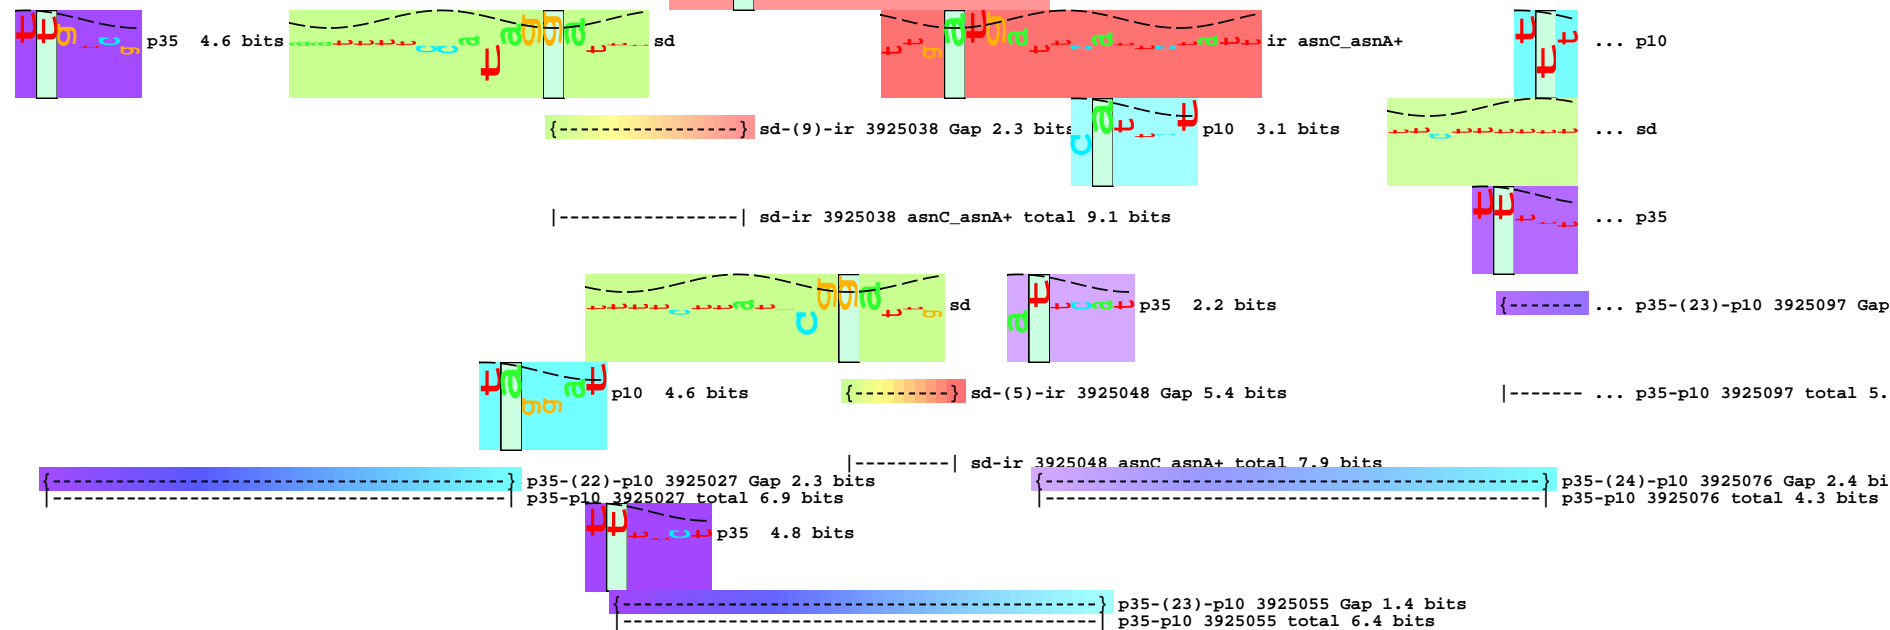 p35 4.6 bits
sd
ir asnC_asnA+
... p10
sd-(9)-ir 3925038 Gap 2.3 bits
p10 3.1 bits
... sd
sd-ir 3925038 asnC_asnA+ total 9.1 bits
... p35
sd
p35 2.2 bits
... p35-(23)-p10 3925097 Gap
p10 4.6 bits
sd-(5)-ir 3925048 Gap 5.4 bits
... p35-p10 3925097 total 5.
sd-ir 3925048 asnC_asnA+ total 7.9 bits
p35-(22)-p10 3925027 Gap 2.3 bits
p35-(24)-p10 3925076 Gap 2.4 bi
p35-p10 3925027 total 6.9 bits
p35-p10 3925076 total 4.3 bits
p35 4.8 bits
p35-(23)-p10 3925055 Gap 1.4 bits
p35-p10 3925055 total 6.4 bits